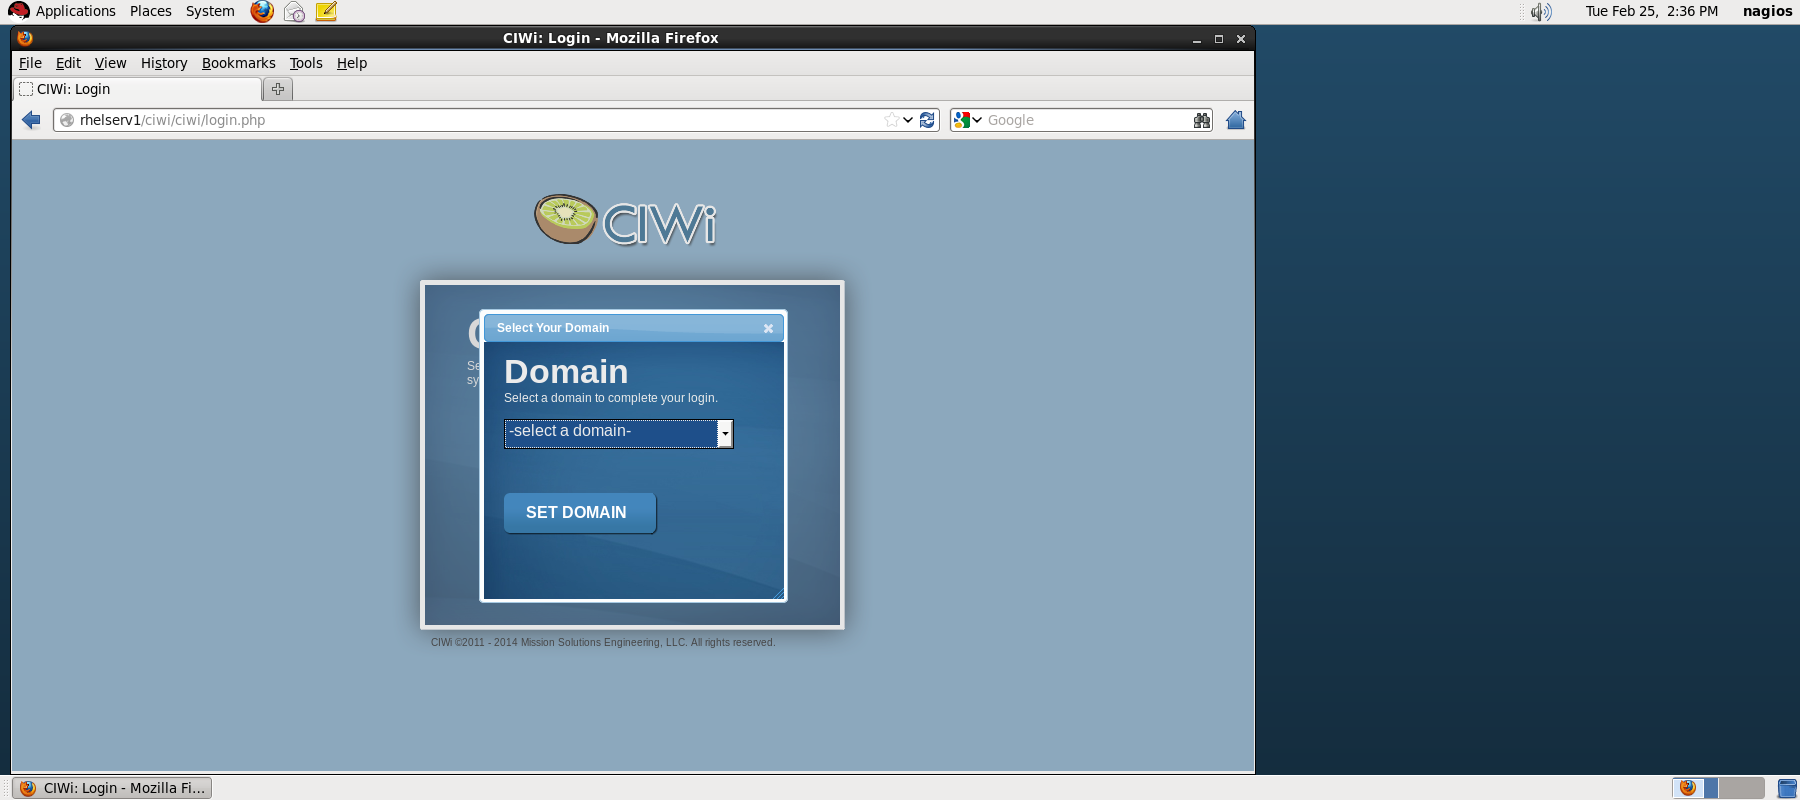 Applications Places System
Tue Feb 25, 2:36 PM nagios
CIWi: Login - Mozilla Firefox
File Edit View History Bookmarks Tools Help
CIWi: Login
rhelserv1/ciwi/ciwi/login.php
Google
CIWi
Select Your Domain
Domain
Se
sy
Select a domain to complete your login.
-select a domain-
SET DOMAIN
CIWi ©2011 - 2014 Mission Solutions Engineering, LLC. All rights reserved.
CIWi: Login - Mozilla Fi...